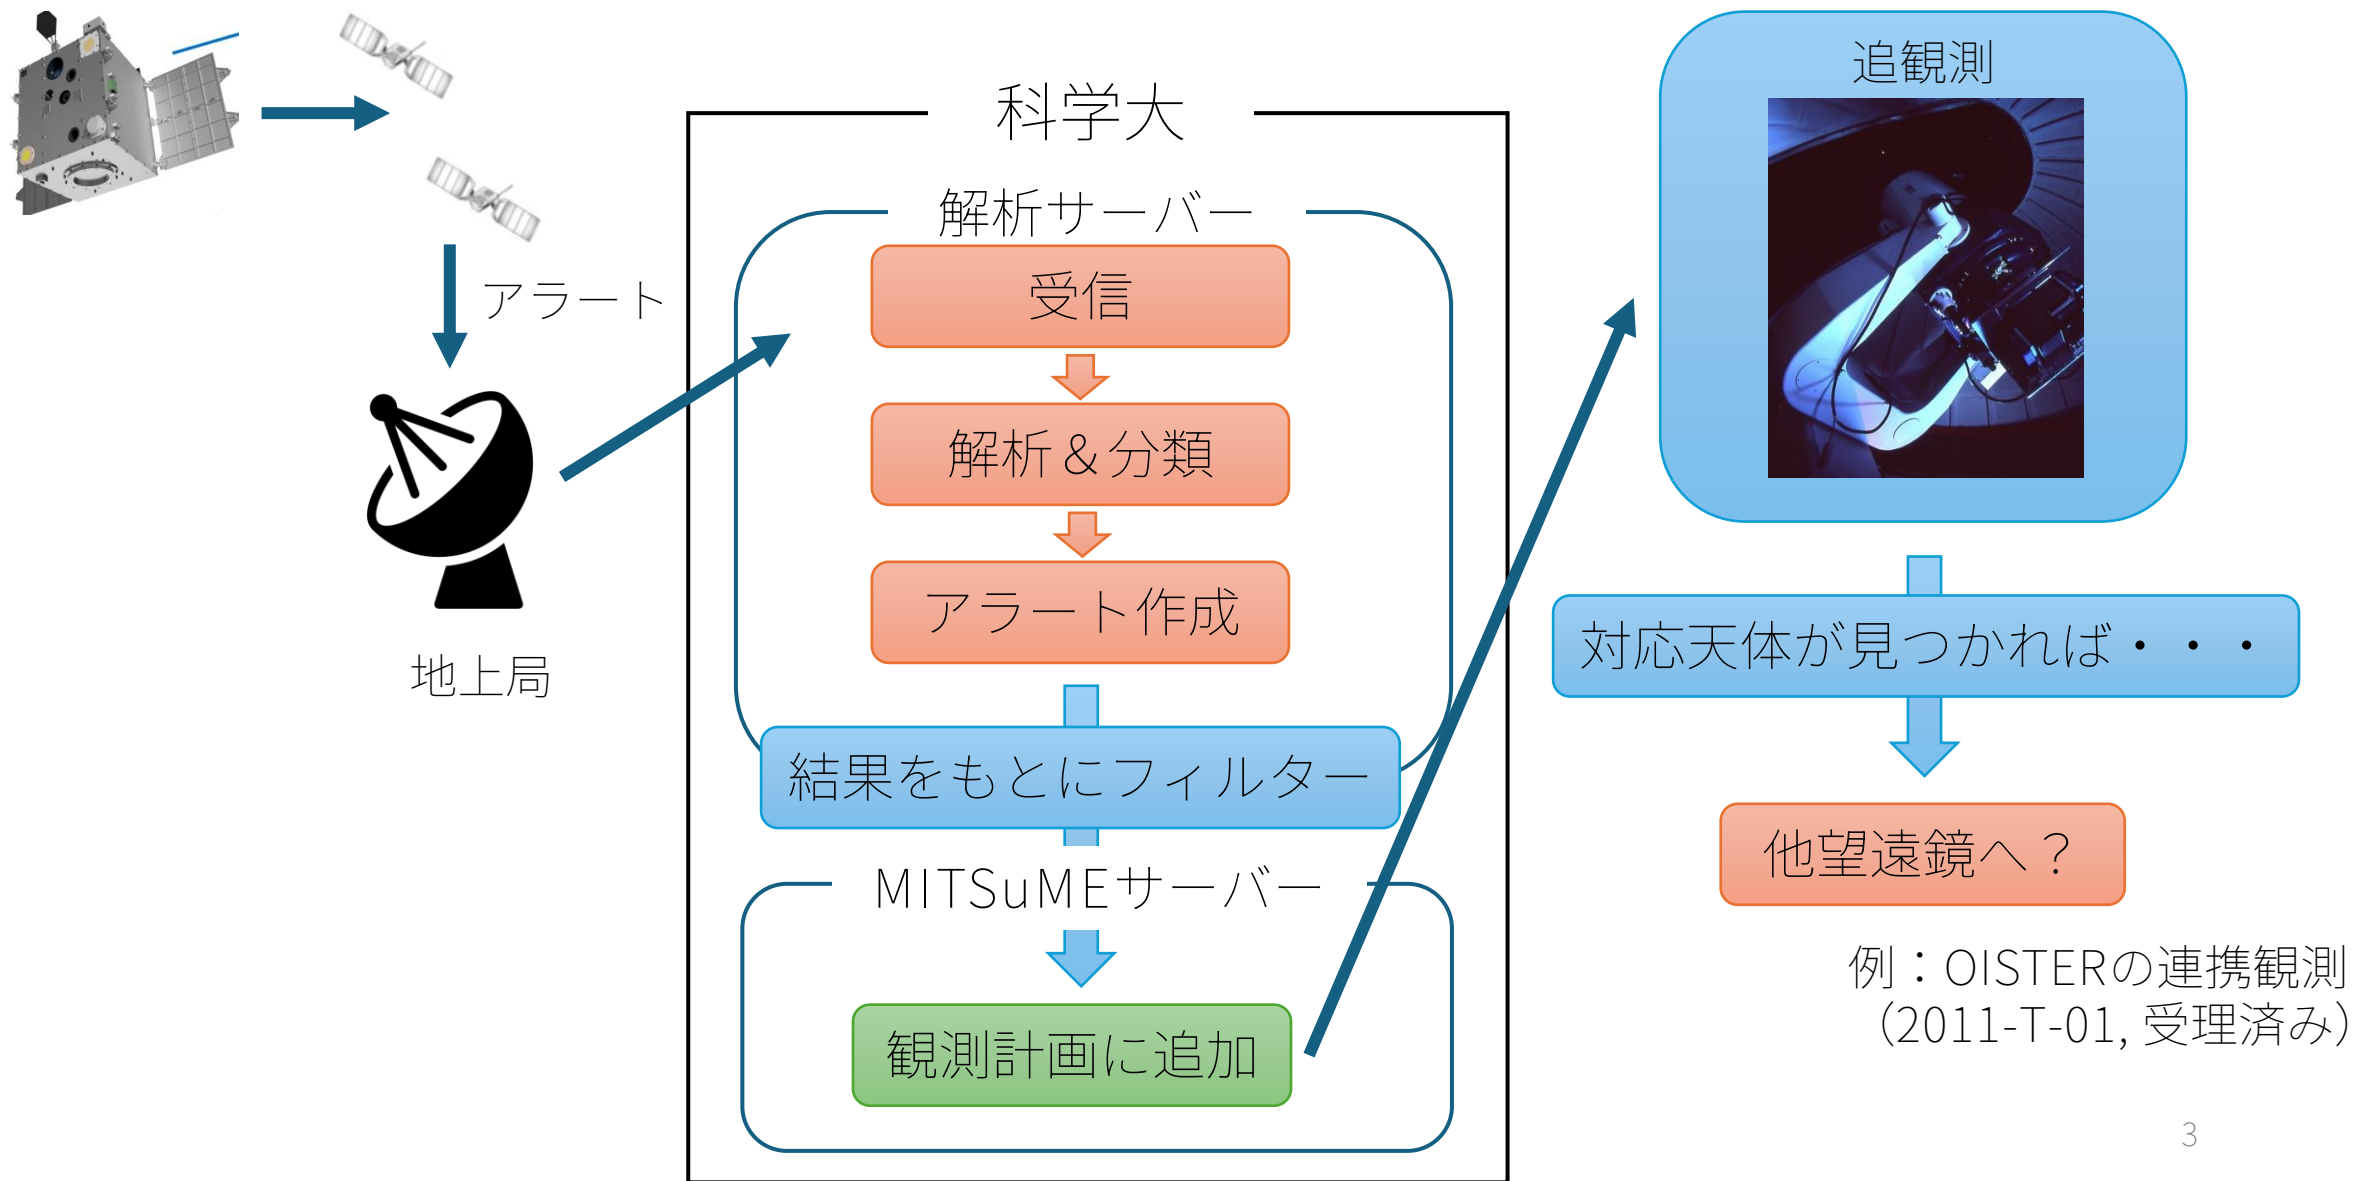 アラート
地上局
科学大
解析サーバー
受信
解析＆分類
アラート作成
結果をもとにフィルター
MITSuMEサーバー
観測計画に追加
追観測
対応天体が見つかれば・・・
他望遠鏡へ？
例：OISTERの連携観測
（2011-T-01, 受理済み）
3